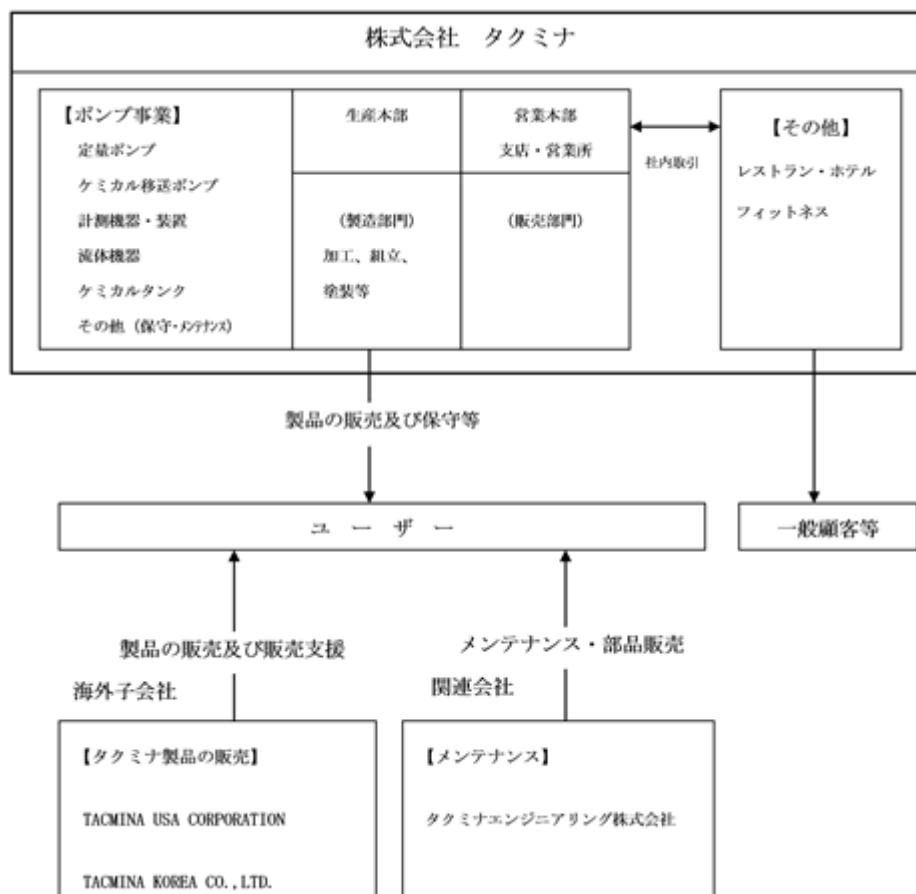 株式会社 タクミナ
【ポンプ事業】
定量ポンプ
ケミカル移送ポンプ
計測機器・装置
流体機器
ケミカルタンク
その他（保守・メンテナンス）
生産本部
（製造部門）
加工、組立、
塗装等
営業本部
支店・営業所
（販売部門）
社内取引
【その他】
レストラン・ホテル
フィットネス
製品の販売及び保守等
ユーザー
一般顧客等
製品の販売及び販売支援
メンテナンス・部品販売
海外子会社
関連会社
【タクミナ製品の販売】
TACMINA USA CORPORATION
TACMINA KOREA CO.,LTD.
【メンテナンス】
タクミナエンジニアリング株式会社